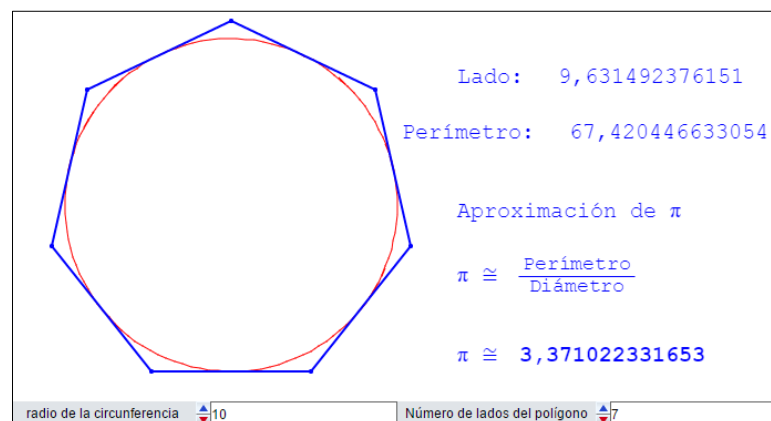 Lado: 9,631492376151
Perímetro: 67,420446633054
Aproximación de π
π ≅ Perímetro
Diámetro
π ≅ 3,371022331653
radio de la circunferencia 10 Número de lados del polígono 7